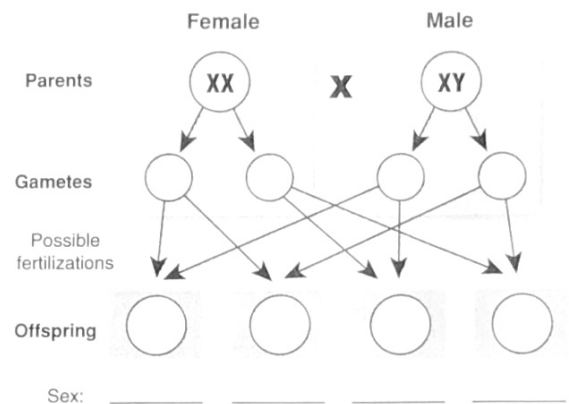 Female Male
Parents XX X XY
Gametes
Possible
fertilizations
Offspring
Sex: